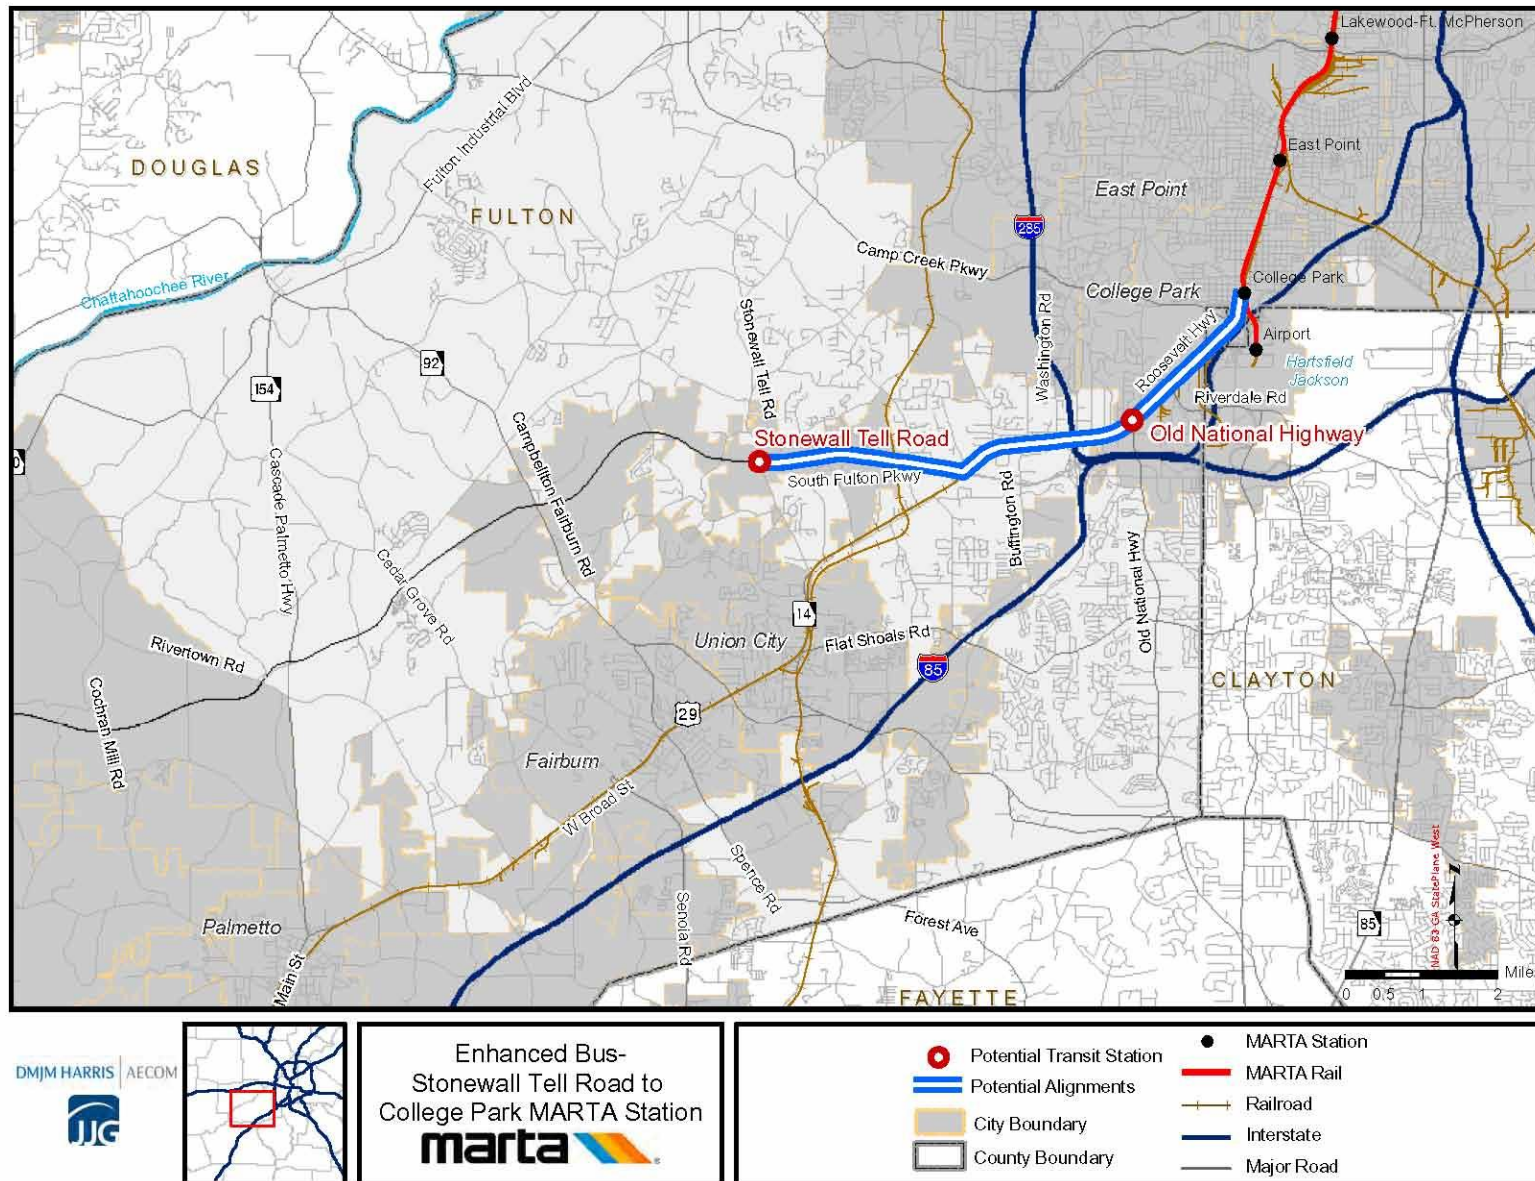 Lakewood-Ft. McPherson
East Point
East Point
DOUGLAS
FULTON
Fulton Industrial Blvd
285
Camp Creek Pkwy
College Park
College Park
Chattahoochee River
Stonewall Tell Rd
Washington Rd
Roosevelt Hwy
Airport
Hartsfield
Jackson
92
154
Riverdale Rd
Campbellton Fairburn Rd
Stonewall Tell Road
Old National Highway
South Fulton Pkwy
Buffington Rd
Cascade Palmetto Hwy
Cedar Grove Rd
Old National Hwy
14
Union City
Flat Shoals Rd
Rivertown Rd
85
CLAYTON
Cochran Mill Rd
29
Fairburn
W Broad St
Spence Rd
Senoia Rd
Palmetto
Main St
Forest Ave
85
FAYETTE
NAD 83 GA StatePlane West
Z
Mile
0 0.5 1 2
DMJM HARRIS | AECOM
JJG
Enhanced Bus-
Stonewall Tell Road to
College Park MARTA Station
marta
Potential Transit Station
Potential Alignments
City Boundary
County Boundary
MARTA Station
MARTA Rail
Railroad
Interstate
Major Road